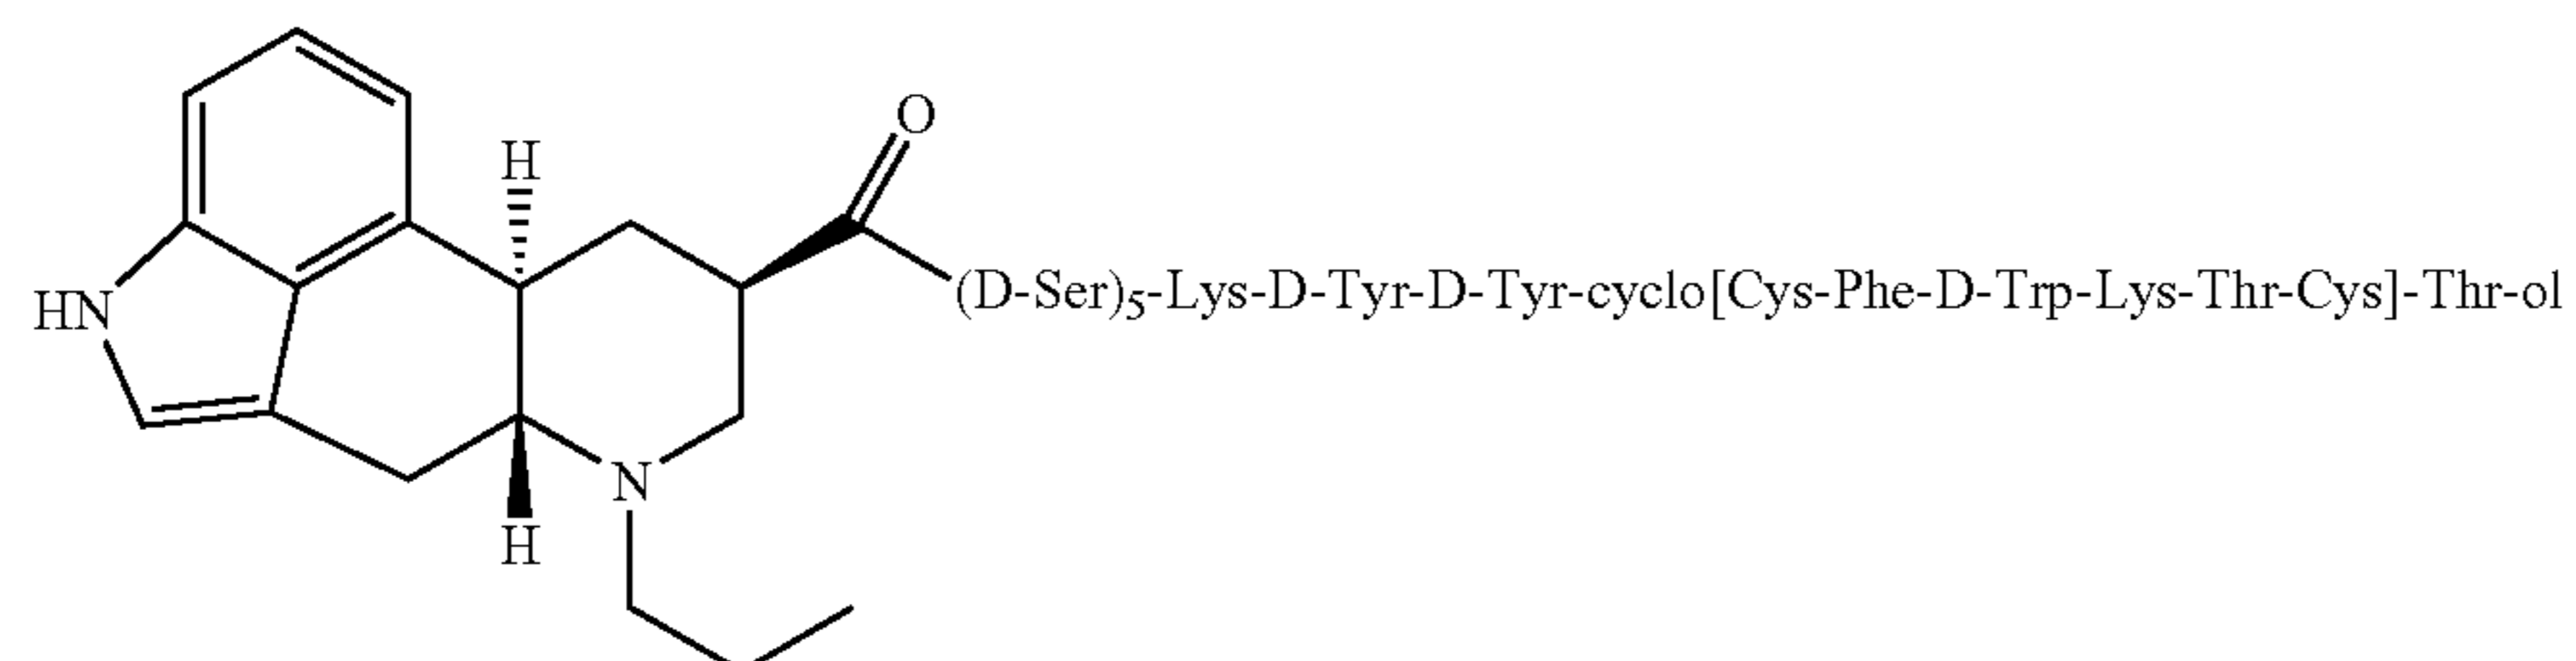 O
H
(D-Ser)5-Lys-D-Tyr-D-Tyr-cyclo[Cys-Phe-D-Trp-Lys-Thr-Cys]-Thr-ol
HN
N
H